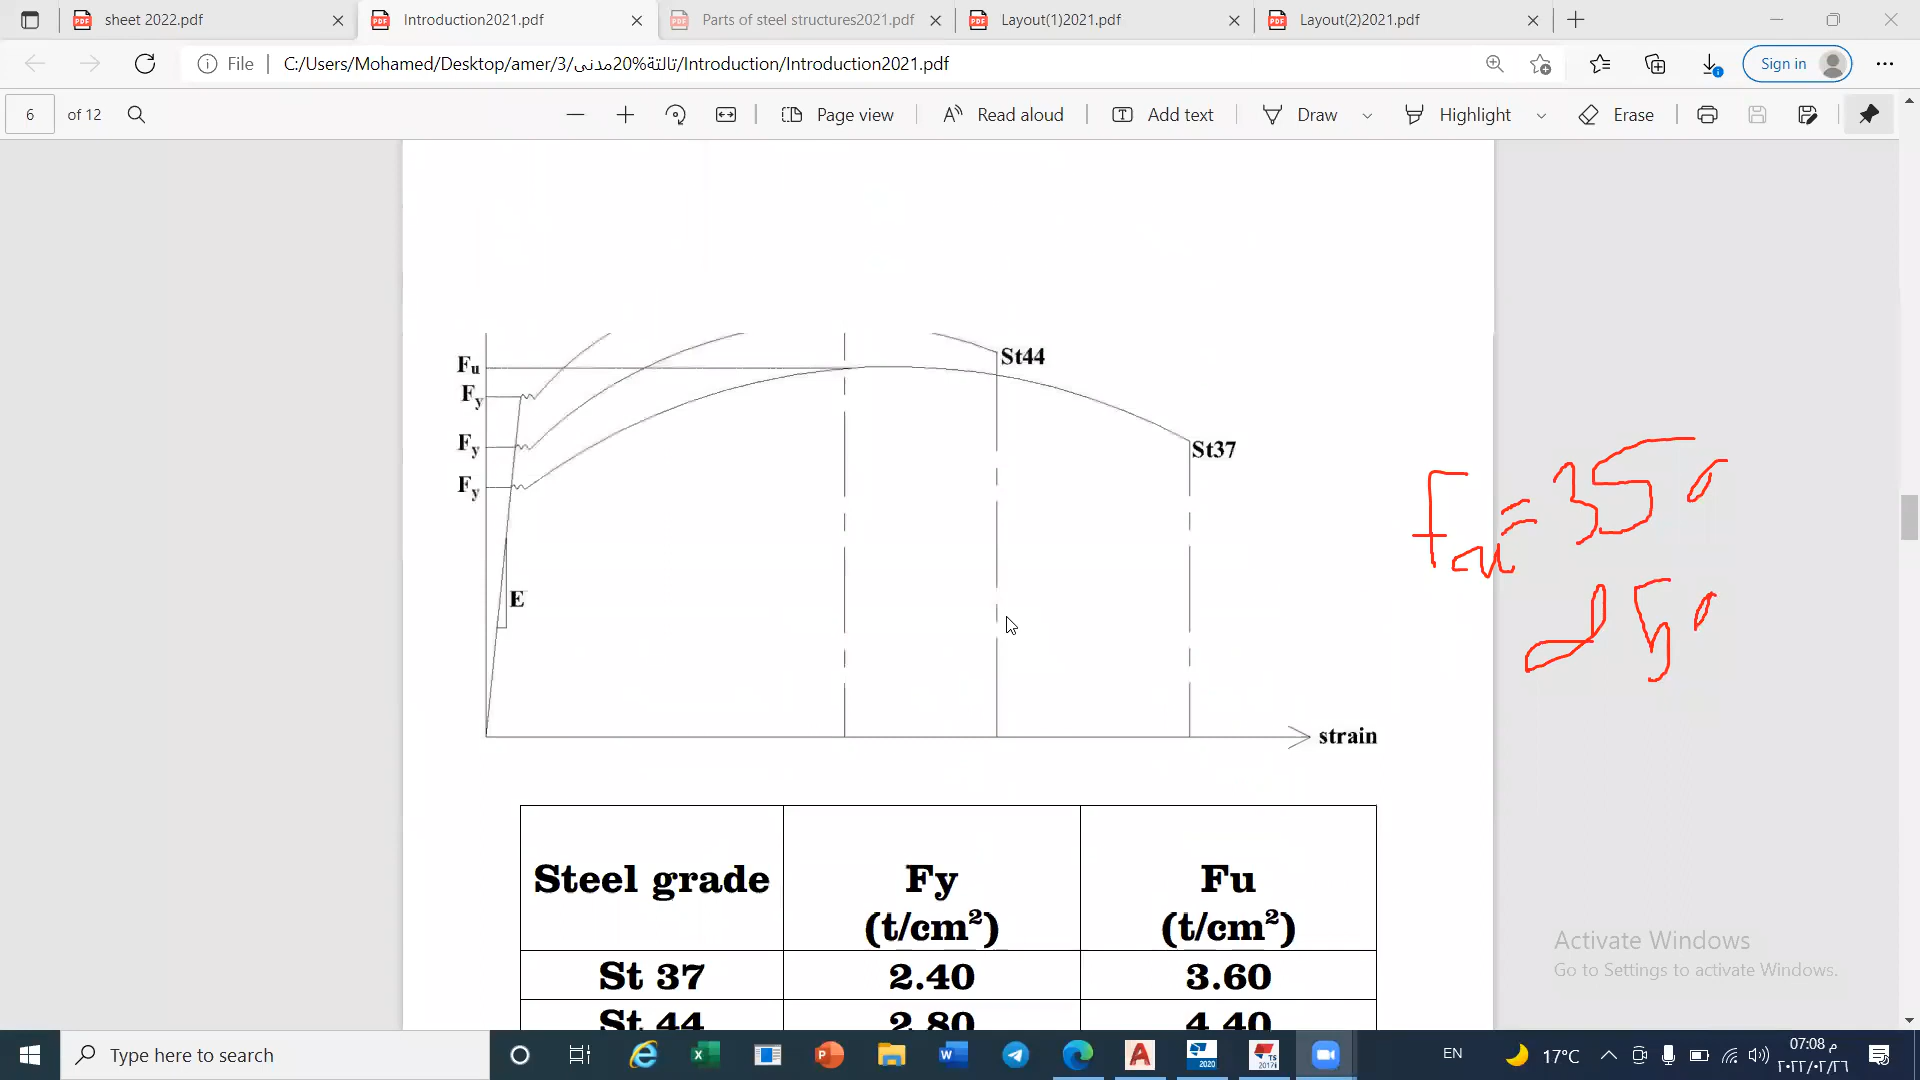 sheet 2022.pdf
Introduction2021.pdf
Parts of steel structures2021.pdf
Layout(1)2021.pdf
Layout(2)2021.pdf
File
C:/Users/Mohamed/Desktop/amer/3/تالتة%20مدنى/Introduction/Introduction2021.pdf
Sign in
6
of 12
Page view
Read aloud
Add text
Draw
Highlight
Erase
Fu
Fy
Fy
Fy
E
St44
St37
strain
Fcu = 350
250
Steel grade
Fy
(t/cm²)
Fu
(t/cm²)
St 37
2.40
3.60
St 44
2.80
4.40
Activate Windows
Go to Settings to activate Windows.
Type here to search
EN
17°C
07:08 م
٢٠٢٢/٠٢/٢٦